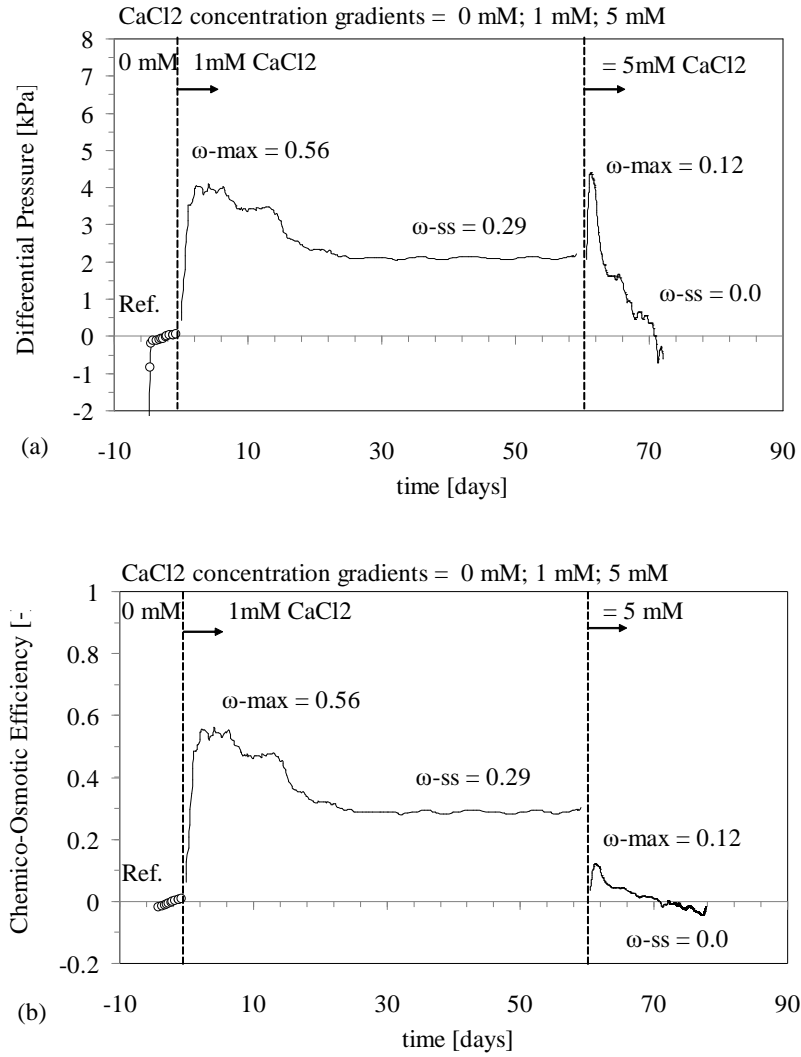 CaCl2 concentration gradients = 0 mM; 1 mM; 5 mM
8
7
6
5
4
3
2
1
0
-1
-2
Differential Pressure [kPa]
0 mM
1mM CaCl2
= 5mM CaCl2
ω-max = 0.56
ω-max = 0.12
ω-ss = 0.29
ω-ss = 0.0
Ref.
(a)
-10 10 30 50 70 90
time [days]
CaCl2 concentration gradients = 0 mM; 1 mM; 5 mM
1
0.8
0.6
0.4
0.2
0
-0.2
Chemico-Osmotic Efficiency [-
0 mM
1mM CaCl2
= 5 mM
ω-max = 0.56
ω-ss = 0.29
ω-max = 0.12
Ref.
ω-ss = 0.0
(b)
-10 10 30 50 70 90
time [days]